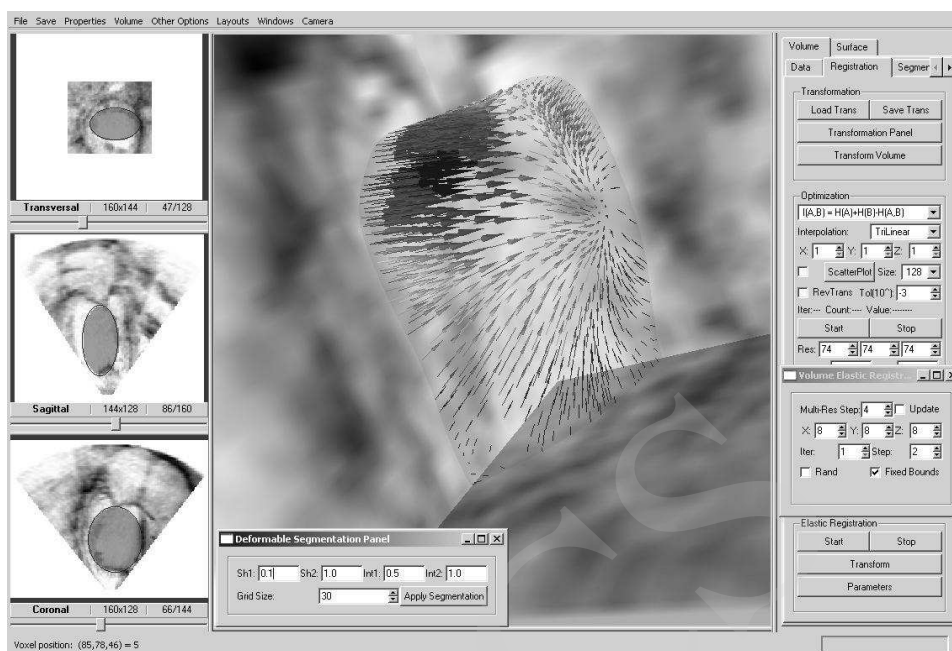 File Save Properties Volume Other Options Layouts Windows Camera
Transversal 160x144 47/128
Sagittal 144x128 86/160
Coronal 160x128 66/144
Voxel position: (85,78,46) = 5
Deformable Segmentation Panel
Sh1: 0.1 Sh2: 1.0 Int1: 0.5 Int2: 1.0
Grid Size: 30 Apply Segmentation
Volume Surface
Data Registration
Transformation
Load Trans Save Trans
Transformation Panel
Transform Volume
Optimization
I(A,B) = H(A)+H(B)-H(A,B)
Interpolation: TriLinear
X: 1 Y: 1 Z: 1
ScatterPlot Size: 128
RevTrans Tol(10^): -3
Iter:--- Count:---- Value:--------
Start Stop
Res: 74 74 74
Volume Elastic Registr...
Multi-Res Step: 4 Update
X: 8 Y: 8 Z: 8
Iter: 1 Step: 2
Rand Fixed Bounds
Elastic Registration
Start Stop
Transform
Parameters